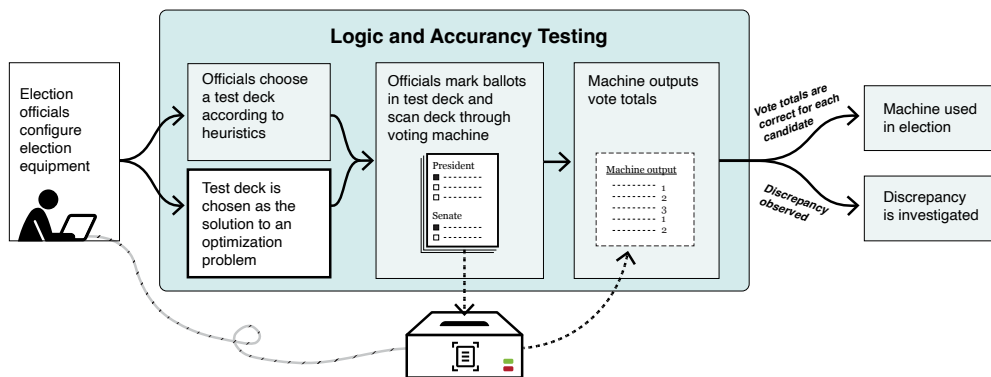 Logic and Accurancy Testing
Election
officials
configure
election
equipment
Officials choose
a test deck
according to
heuristics
Test deck is
chosen as the
solution to an
optimization
problem
Officials mark ballots
in test deck and
scan deck through
voting machine
President
Senate
Machine outputs
vote totals
Machine output
1
2
3
1
2
Vote totals are
correct for each
candidate
Discrepancy
observed
Machine used
in election
Discrepancy
is investigated